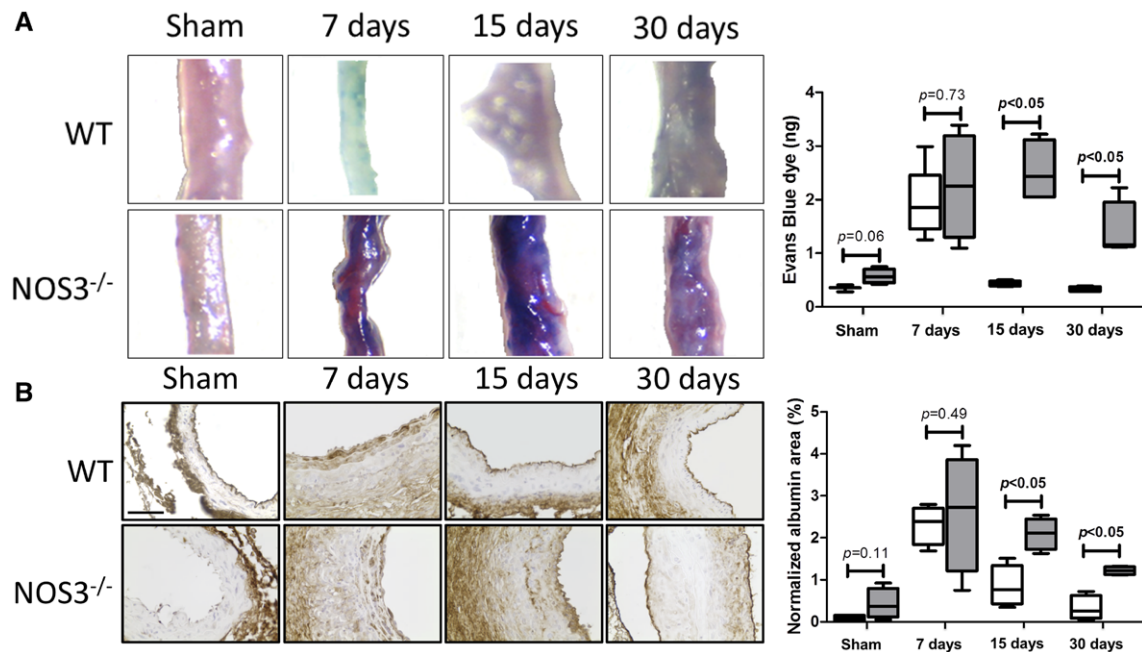 A
Sham 7 days 15 days 30 days
WT
NOS3-/-
Evans Blue dye (ng)
4
3
2
1
0
p=0.06
p=0.73
p<0.05
p<0.05
Sham 7 days 15 days 30 days
B
Sham 7 days 15 days 30 days
WT
NOS3-/-
Normalized albumin area (%)
5
4
3
2
1
0
p=0.11
p=0.49
p<0.05
p<0.05
Sham 7 days 15 days 30 days